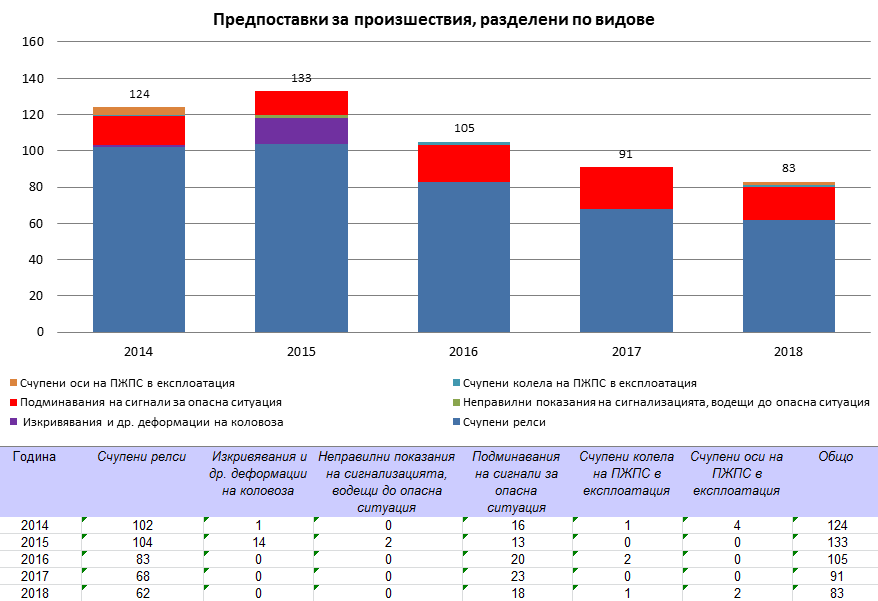 Предпоставки за произшествия, разделени по видове
160
140
120
100
80
60
40
20
0
124
133
105
91
83
2014 2015 2016 2017 2018
Счупени оси на ПЖПС в експлоатация
Счупени колела на ПЖПС в експлоатация
Подминавания на сигнали за опасна ситуация
Неправилни показания на сигнализацията, водещи до опасна ситуация
Изкривявания и др. деформации на коловоза
Счупени релси
Година
Счупени релси
Изкривявания и
др. деформации
на коловоза
Неправилни показания
на сигнализацията,
водещи до опасна
ситуация
Подминавания
на сигнали за
опасна
ситуация
Счупени колела
на ПЖПС в
експлоатация
Счупени оси на
ПЖПС в
експлоатация
Общо
2014 102 1 0 16 1 4 124
2015 104 14 2 13 0 0 133
2016 83 0 0 20 2 0 105
2017 68 0 0 23 0 0 91
2018 62 0 0 18 1 2 83